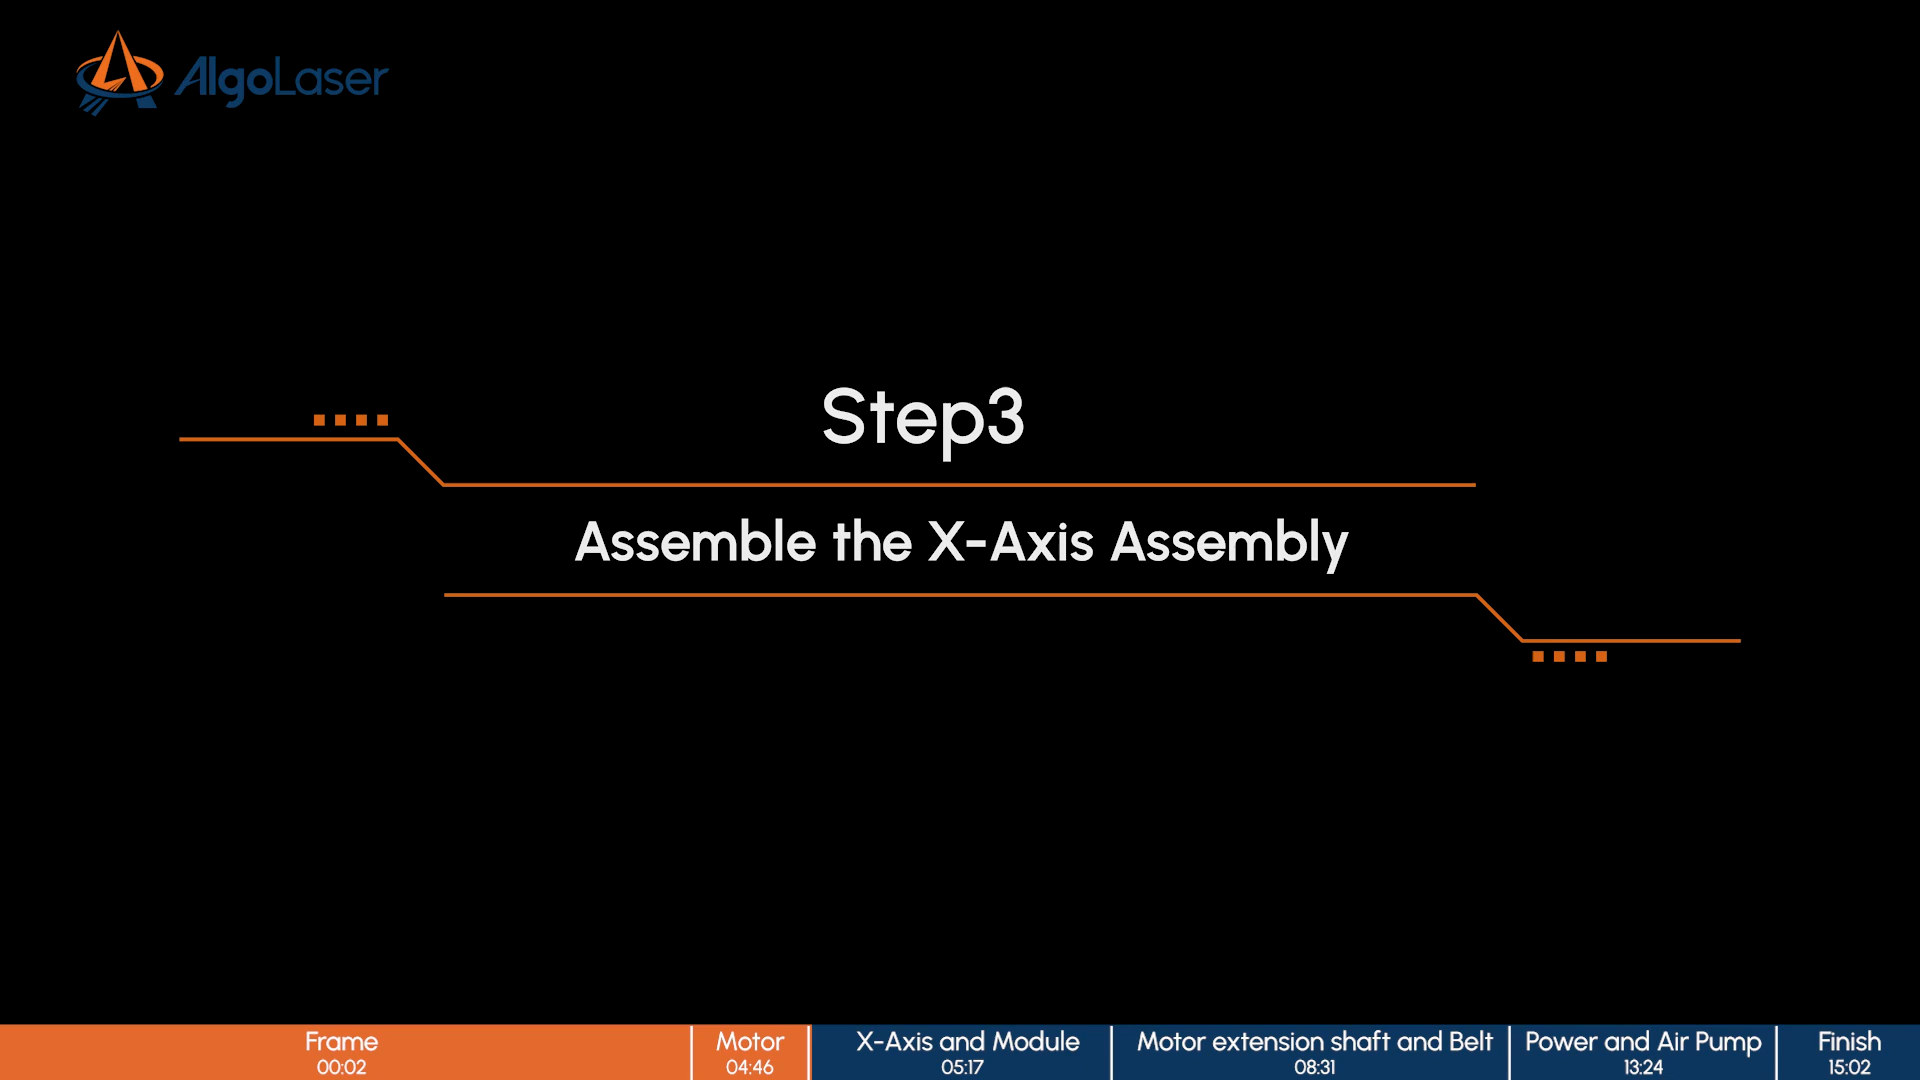 AlgoLaser
Step3
Assemble the X-Axis Assembly
Frame
00:02
Motor
04:46
X-Axis and Module
05:17
Motor extension shaft and Belt
08:31
Power and Air Pump
13:24
Finish
15:02